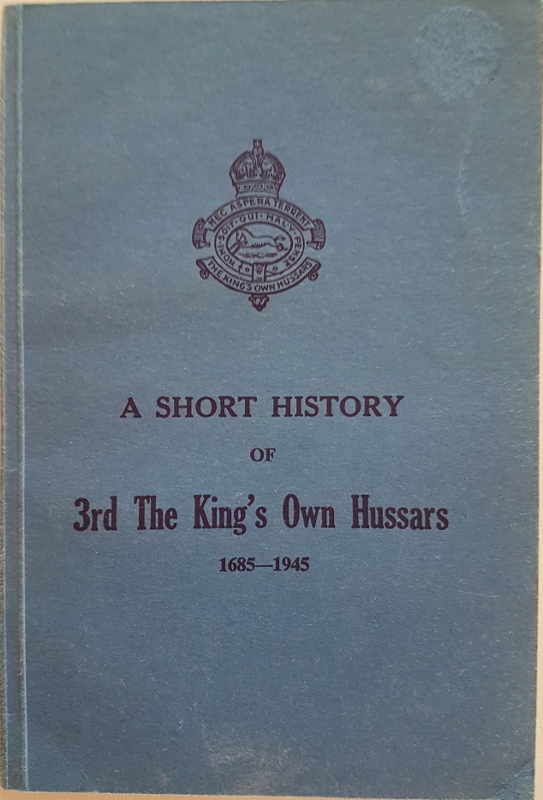 NEC ASPERA TERRENT
HONI · SOIT · QUI · MAL · Y · PENSE
THE KING'S OWN HUSSARS
A SHORT HISTORY
OF
3rd The King's Own Hussars
1685—1945